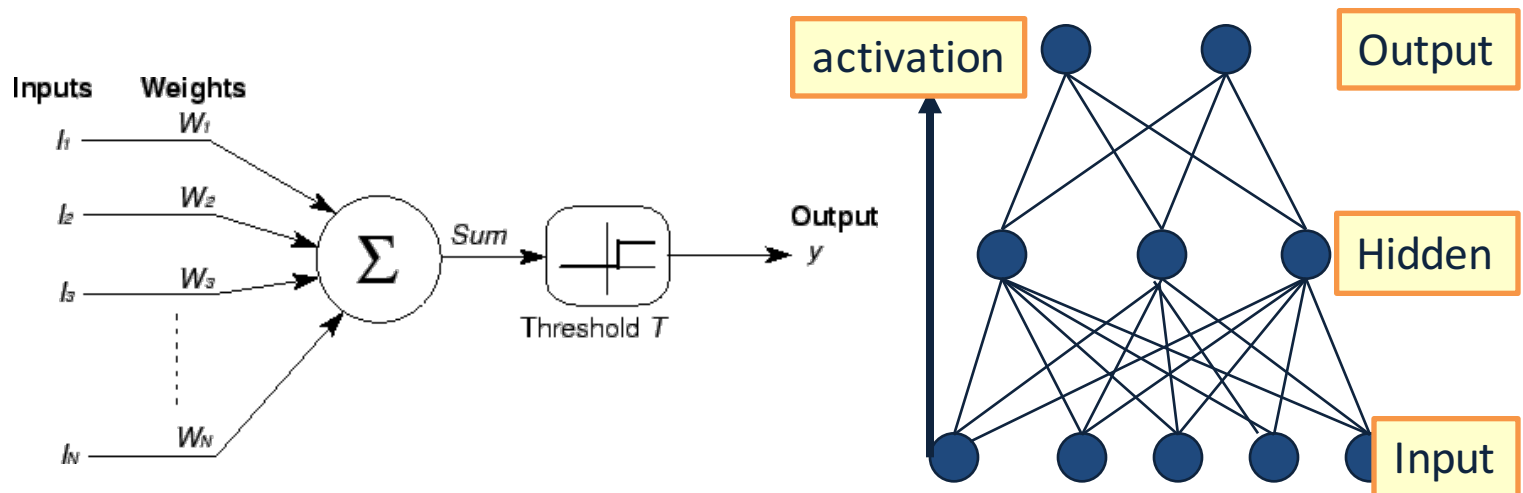 Inputs Weights
I1 W1
I2 W2
I3 W3
IN WN
Σ
Sum
Threshold T
Output
y
activation
Output
Hidden
Input